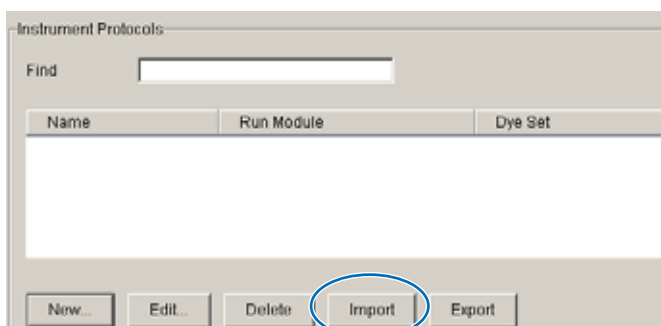 Instrument Protocols
Find
Name Run Module Dye Set
New... Edit... Delete Import Export